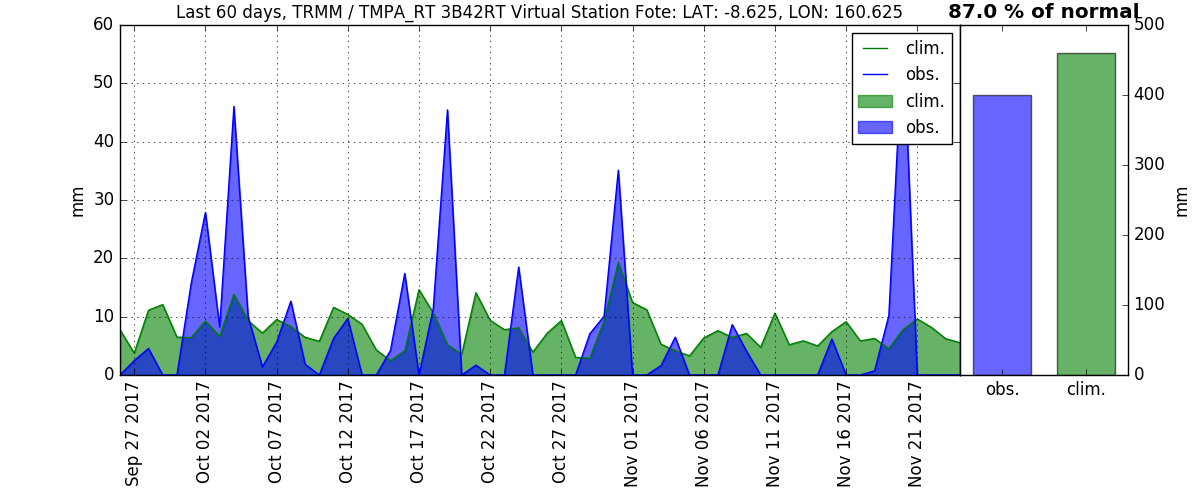 Last 60 days, TRMM / TMPA_RT 3B42RT Virtual Station Fote: LAT: -8.625, LON: 160.625
87.0 % of normal
60
50
40
30
20
10
0
mm
clim.
obs.
clim.
obs.
500
400
300
200
100
0
mm
obs.
clim.
Sep 27 2017
Oct 02 2017
Oct 07 2017
Oct 12 2017
Oct 17 2017
Oct 22 2017
Oct 27 2017
Nov 01 2017
Nov 06 2017
Nov 11 2017
Nov 16 2017
Nov 21 2017